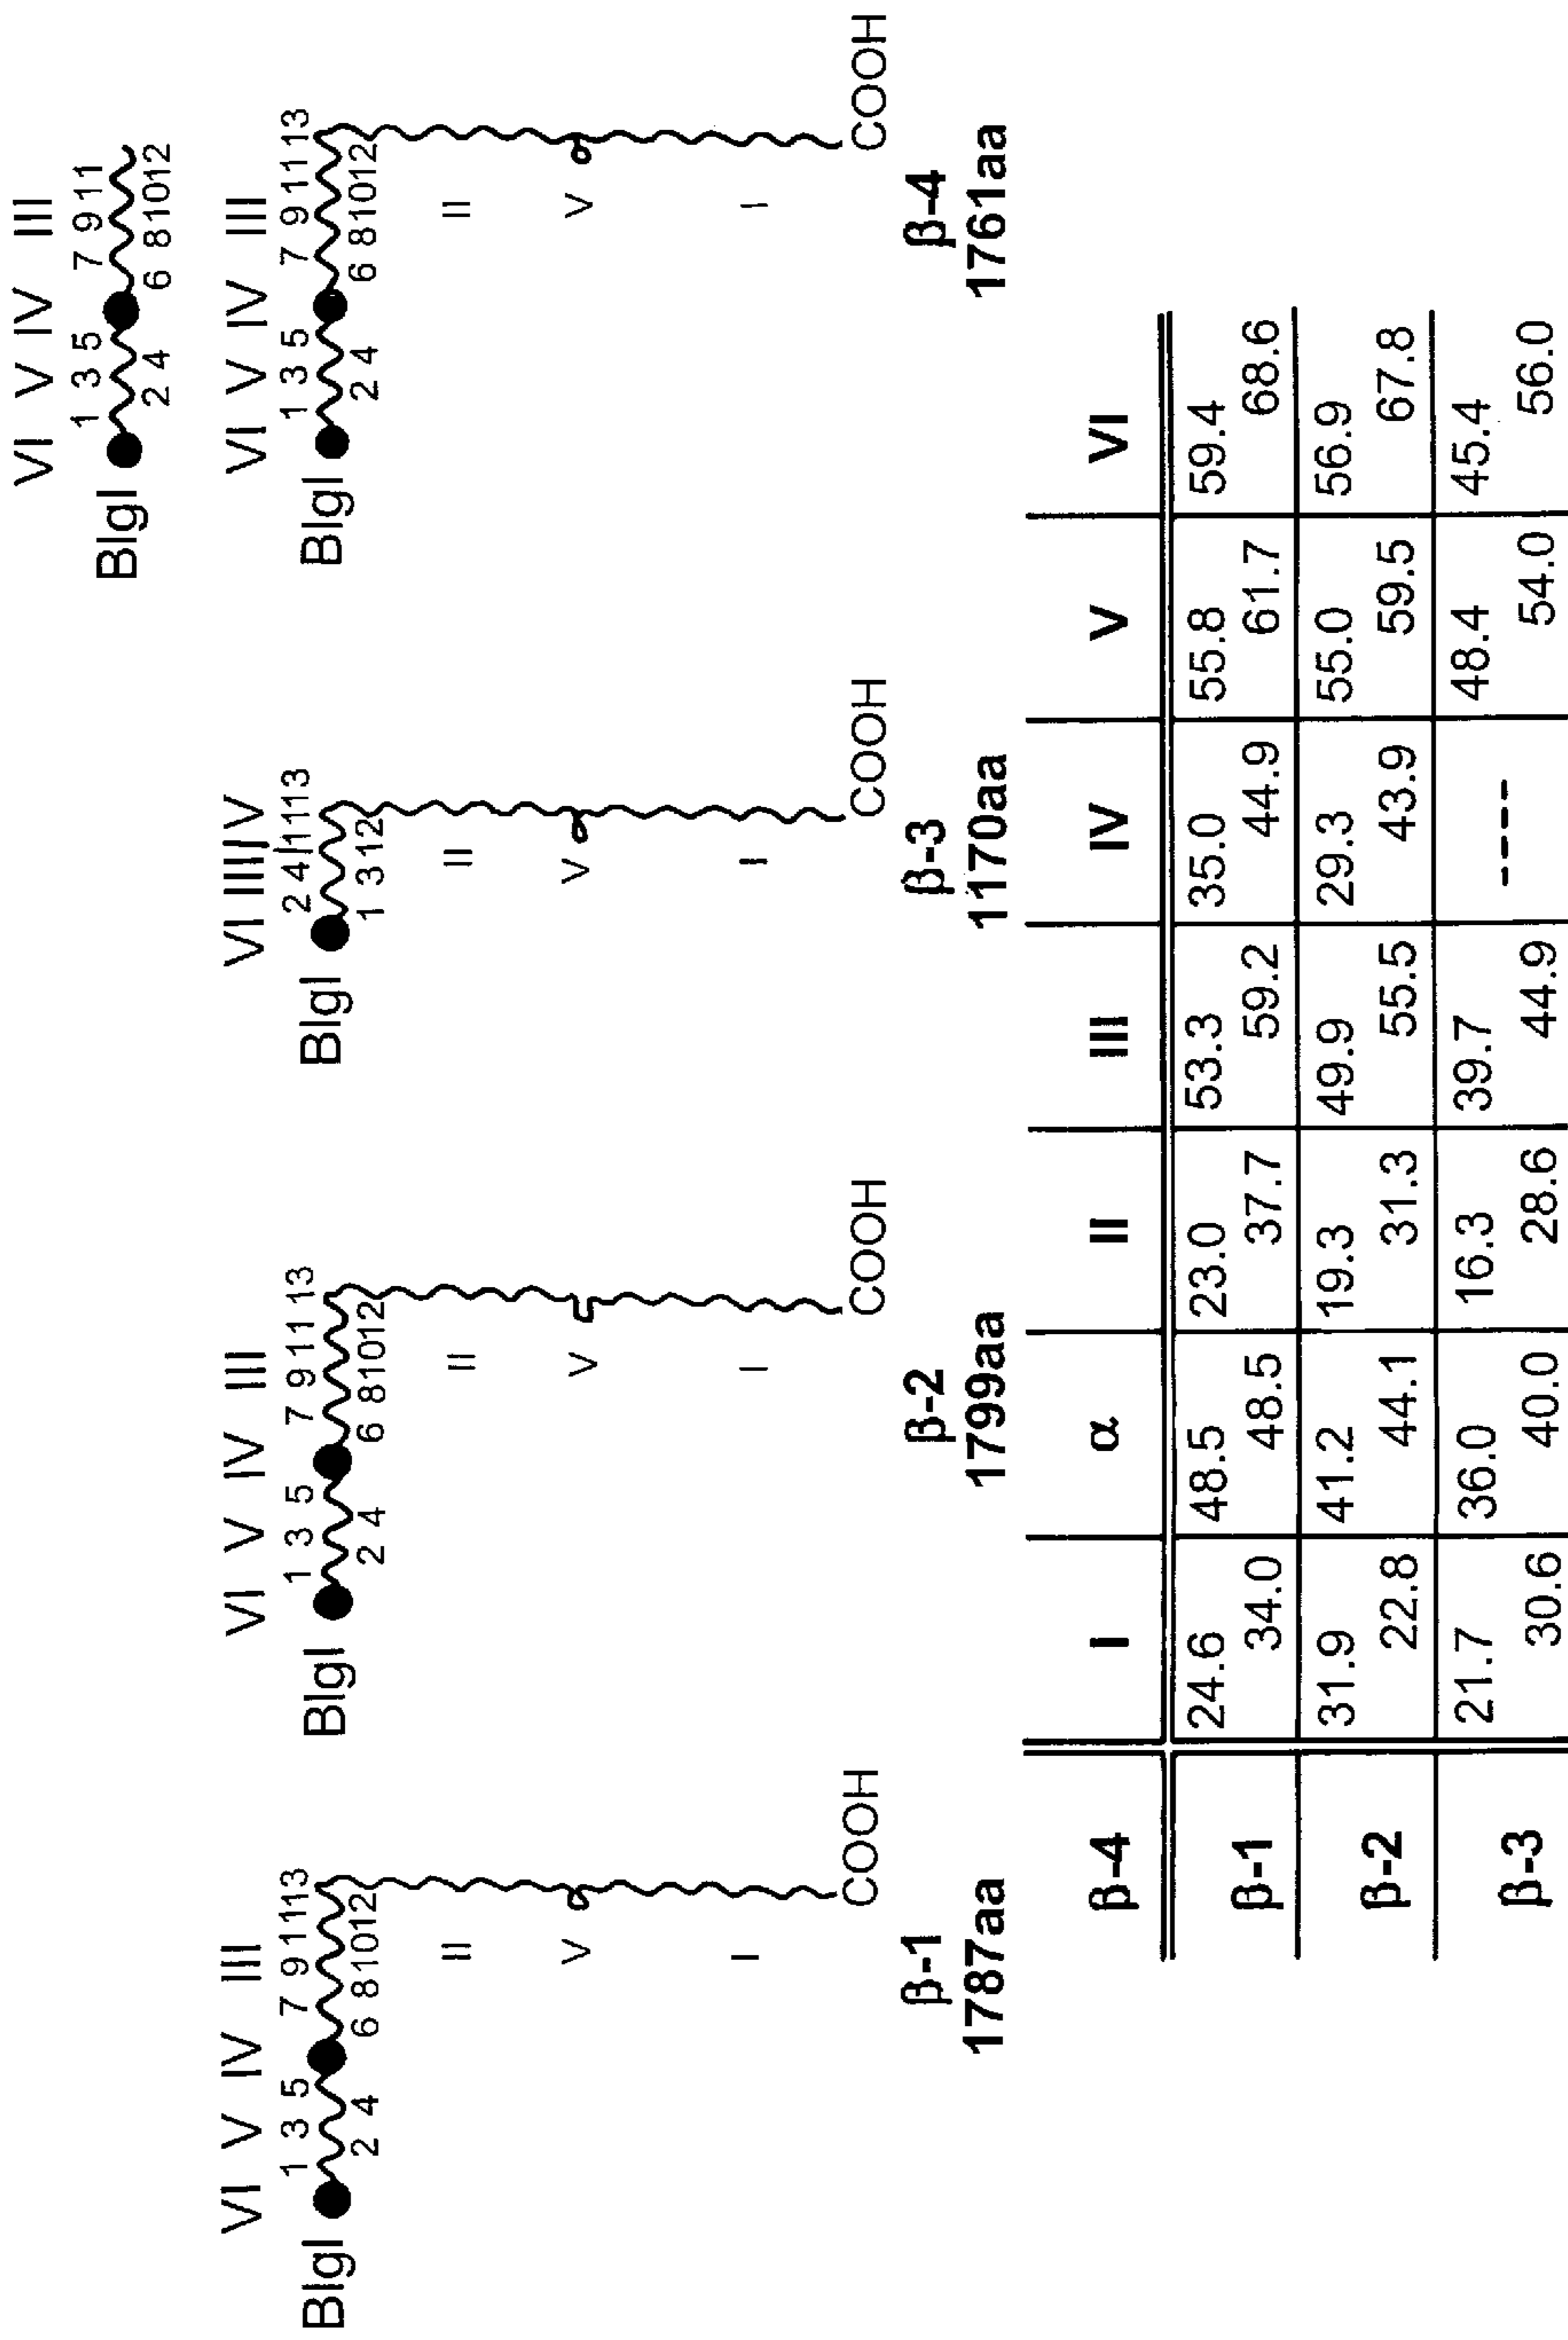 VI V IV III
1 3 5 7 9 11
BlgI
2 4 6 8 10 12
VI V IV III
1 3 5 7 9 11 13
BlgI
2 4 6 8 10 12
II
V
I
COOH
β-1
1787aa
VI V IV III
1 3 5 7 9 11 13
BlgI
2 4 6 8 10 12
II
V
I
COOH
β-2
1799aa
VI III/V
2 4/1113
BlgI
1 3 12
II
V
I
COOH
β-3
1170aa
VI V IV III
1 3 5 7 9 11 13
BlgI
2 4 6 8 10 12
II
V
I
COOH
β-4
1761aa
β-4 I α II III IV V VI
β-1 24.6 48.5 23.0 53.3 35.0 55.8 59.4
34.0 48.5 37.7 59.2 44.9 61.7 68.6
β-2 31.9 41.2 19.3 49.9 29.3 55.0 56.9
22.8 44.1 31.3 55.5 43.9 59.5 67.8
β-3 21.7 36.0 16.3 39.7 ---- 48.4 45.4
30.6 40.0 28.6 44.9 54.0 56.0